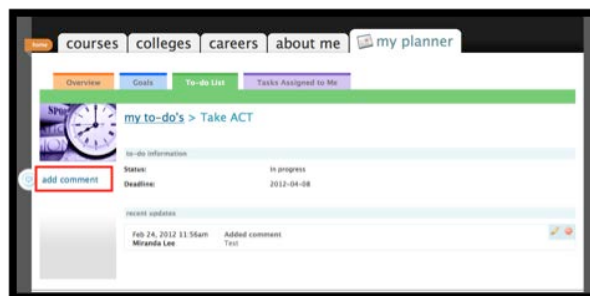 home courses colleges careers about me my planner
Overview Goals To-do List Tasks Assigned to Me
my to-do's > Take ACT
to-do information
add comment
Status: In progress
Deadline: 2012-04-08
recent updates
Feb 24, 2012 11:56am Added comment
Miranda Lee Test